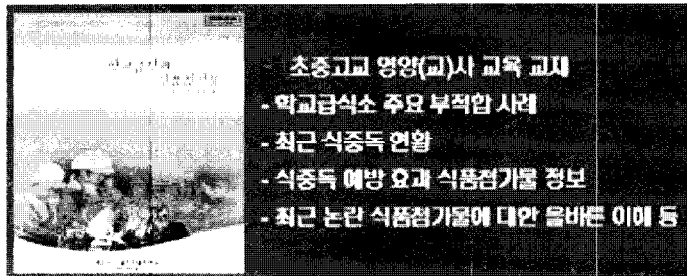 초중고교 영양(교)사 교육 교재
- 학교급식소 주요 부적합 사례
- 최근 식중독 현황
- 식중독 예방 효과 식품첨가물 정보
- 최근 논란 식품첨가물에 대한 올바른 이해 등